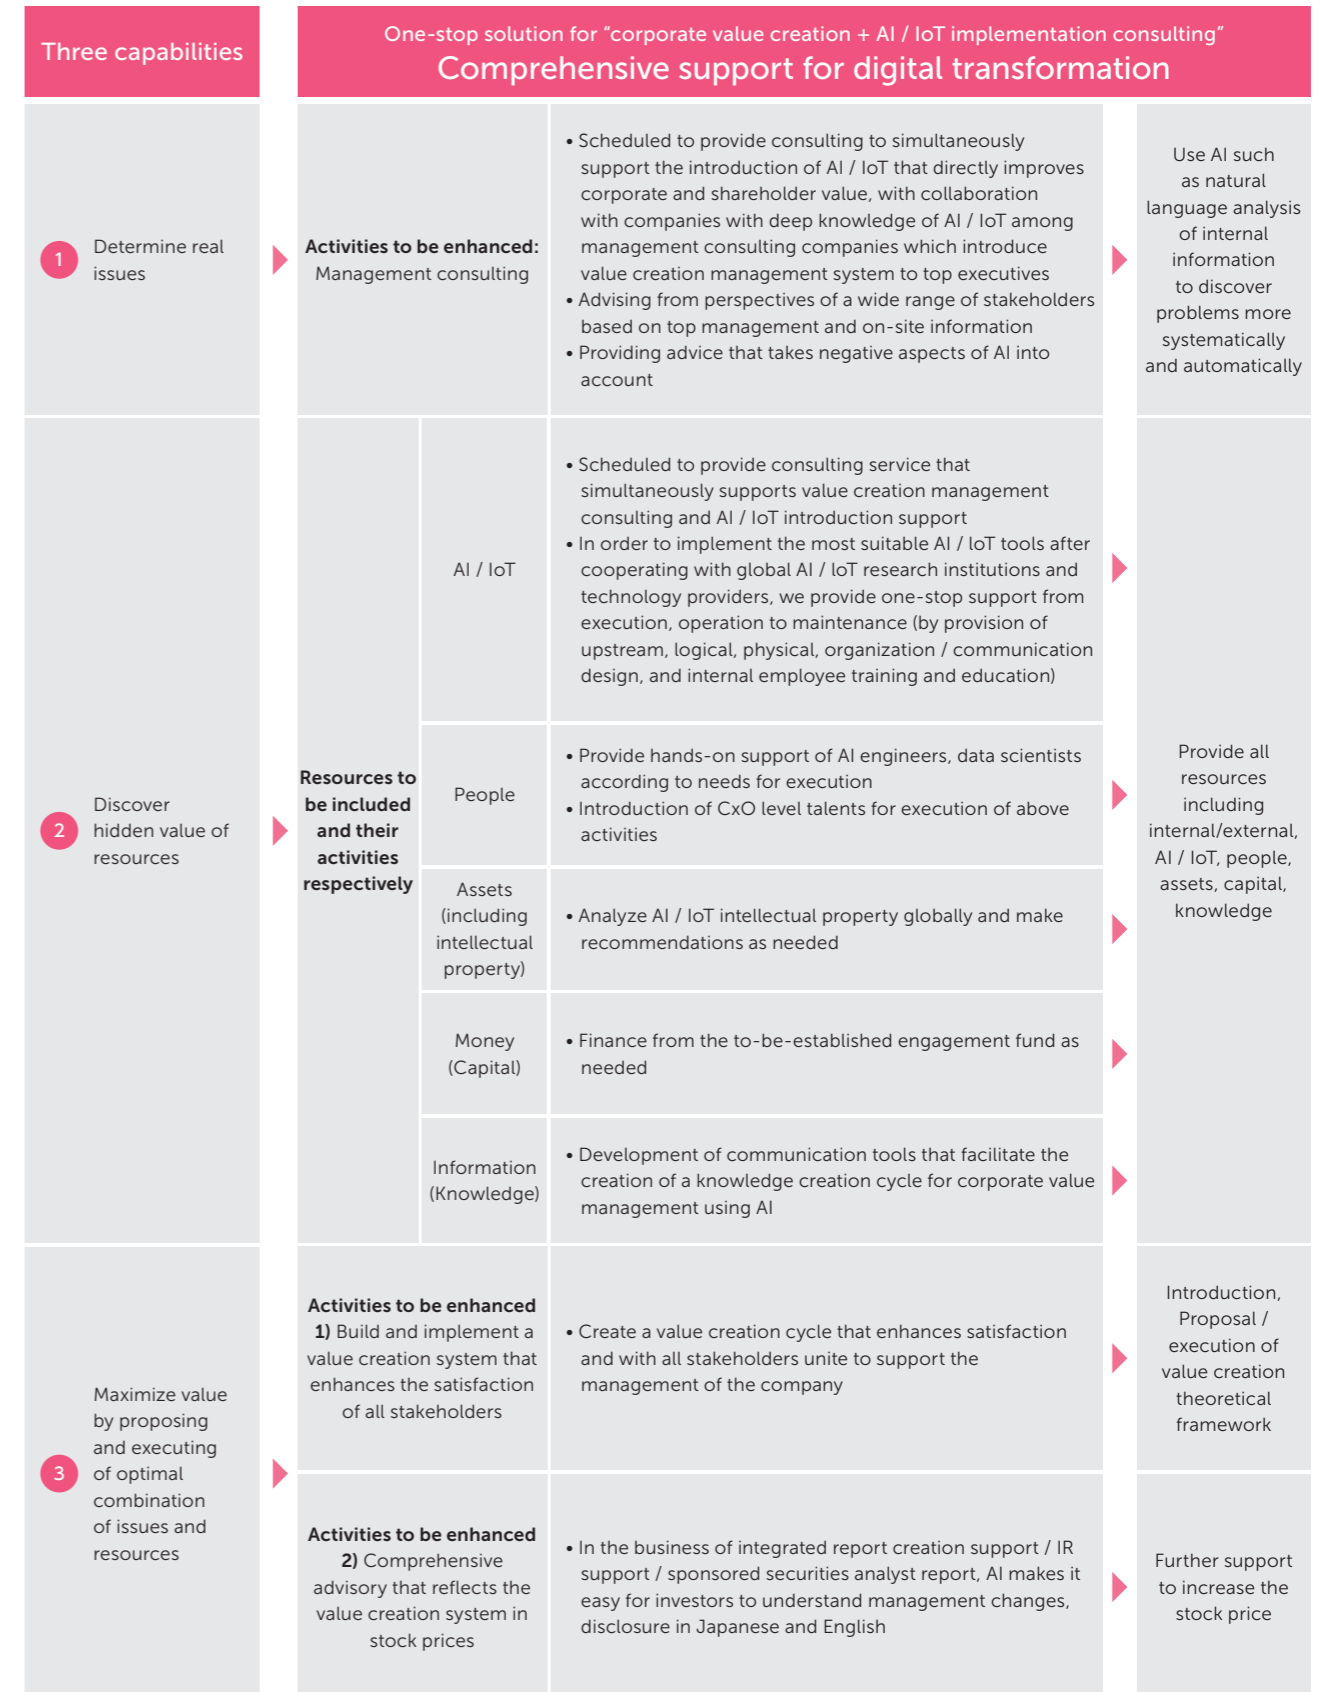 Three capabilities
One-stop solution for “corporate value creation + AI / IoT implementation consulting”
Comprehensive support for digital transformation
1
Determine real
issues
Activities to be enhanced:
Management consulting
• Scheduled to provide consulting to simultaneously
support the introduction of AI / IoT that directly improves
corporate and shareholder value, with collaboration
with companies with deep knowledge of AI / IoT among
management consulting companies which introduce
value creation management system to top executives
• Advising from perspectives of a wide range of stakeholders
based on top management and on-site information
• Providing advice that takes negative aspects of AI into
account
Use AI such
as natural
language analysis
of internal
information
to discover
problems more
systematically
and automatically
2
Discover
hidden value of
resources
Resources to
be included
and their
activities
respectively
AI / IoT
• Scheduled to provide consulting service that
simultaneously supports value creation management
consulting and AI / IoT introduction support
• In order to implement the most suitable AI / loT tools after
cooperating with global AI / loT research institutions and
technology providers, we provide one-stop support from
execution, operation to maintenance (by provision of
upstream, logical, physical, organization / communication
design, and internal employee training and education)
People
• Provide hands-on support of AI engineers, data scientists
according to needs for execution
• Introduction of CxO level talents for execution of above
activities
Assets
(including
intellectual
property)
• Analyze AI / IoT intellectual property globally and make
recommendations as needed
Money
(Capital)
• Finance from the to-be-established engagement fund as
needed
Information
(Knowledge)
• Development of communication tools that facilitate the
creation of a knowledge creation cycle for corporate value
management using AI
Provide all
resources
including
internal/external,
AI / IoT, people,
assets, capital,
knowledge
3
Maximize value
by proposing
and executing
of optimal
combination
of issues and
resources
Activities to be enhanced
1) Build and implement a
value creation system that
enhances the satisfaction
of all stakeholders
• Create a value creation cycle that enhances satisfaction
and with all stakeholders unite to support the
management of the company
Introduction,
Proposal /
execution of
value creation
theoretical
framework
Activities to be enhanced
2) Comprehensive
advisory that reflects the
value creation system in
stock prices
• In the business of integrated report creation support / IR
support / sponsored securities analyst report, AI makes it
easy for investors to understand management changes,
disclosure in Japanese and English
Further support
to increase the
stock price